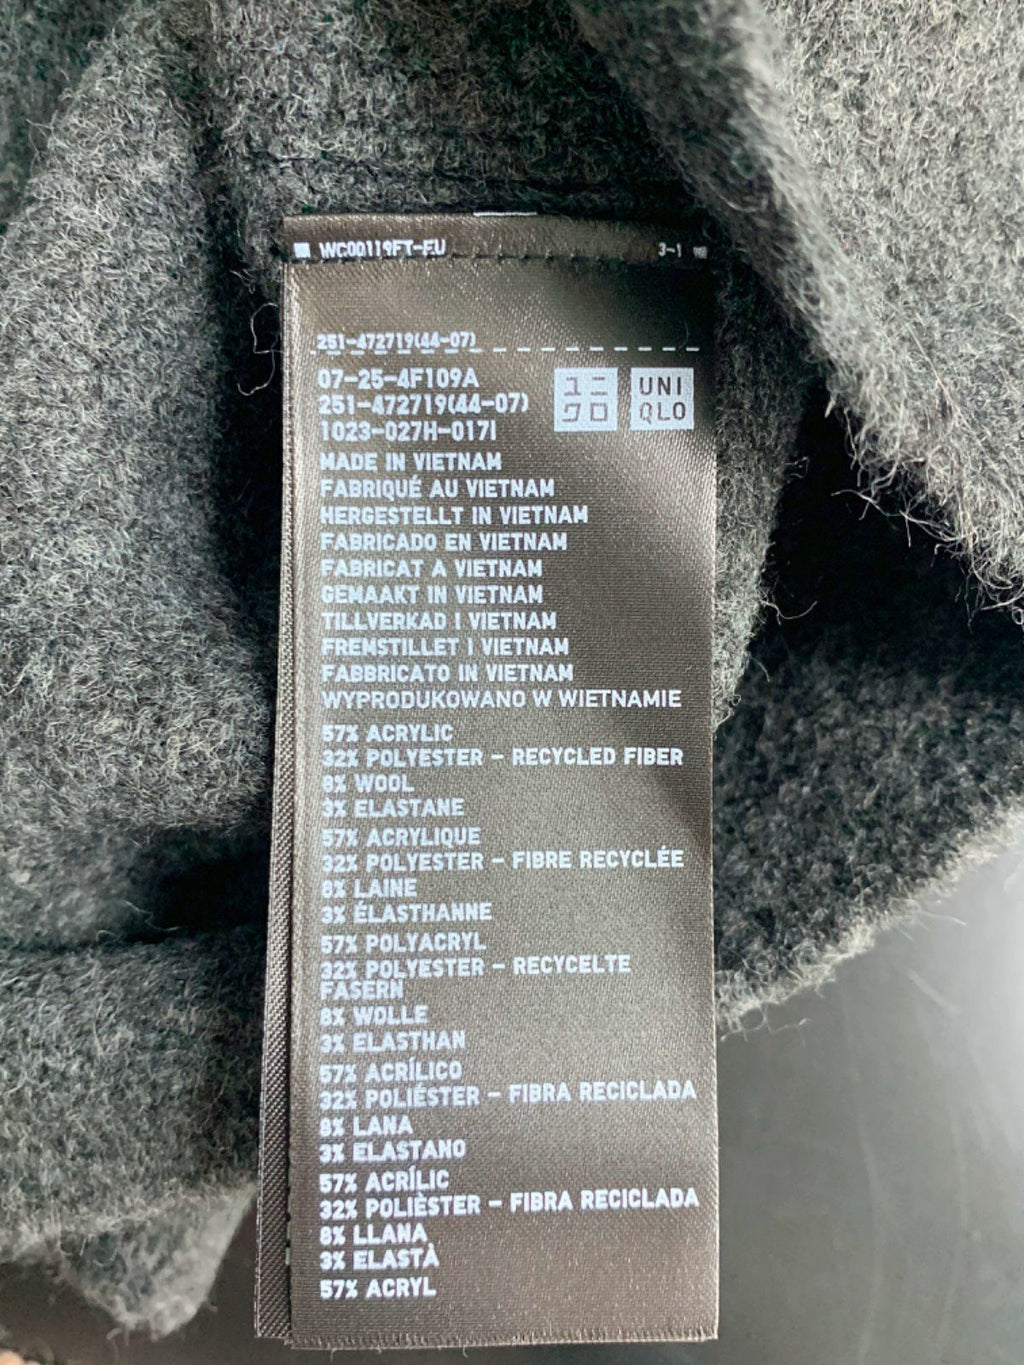 WC00119FT-EU 3-1
251-472719(44-07)
07-25-4F109A
251-472719(44-07)
1023-027H-017I
ユニ
クロ
UNI
QLO
MADE IN VIETNAM
FABRIQUÉ AU VIETNAM
HERGESTELLT IN VIETNAM
FABRICADO EN VIETNAM
FABRICAT A VIETNAM
GEMAAKT IN VIETNAM
TILLVERKAD I VIETNAM
FREMSTILLET I VIETNAM
FABBRICATO IN VIETNAM
WYPRODUKOWANO W WIETNAMIE
57% ACRYLIC
32% POLYESTER – RECYCLED FIBER
8% WOOL
3% ELASTANE
57% ACRYLIQUE
32% POLYESTER – FIBRE RECYCLÉE
8% LAINE
3% ÉLASTHANNE
57% POLYACRYL
32% POLYESTER – RECYCELTE
FASERN
8% WOLLE
3% ELASTHAN
57% ACRÍLICO
32% POLIÉSTER – FIBRA RECICLADA
8% LANA
3% ELASTANO
57% ACRÍLIC
32% POLIÈSTER – FIBRA RECICLADA
8% LLANA
3% ELASTÀ
57% ACRYL